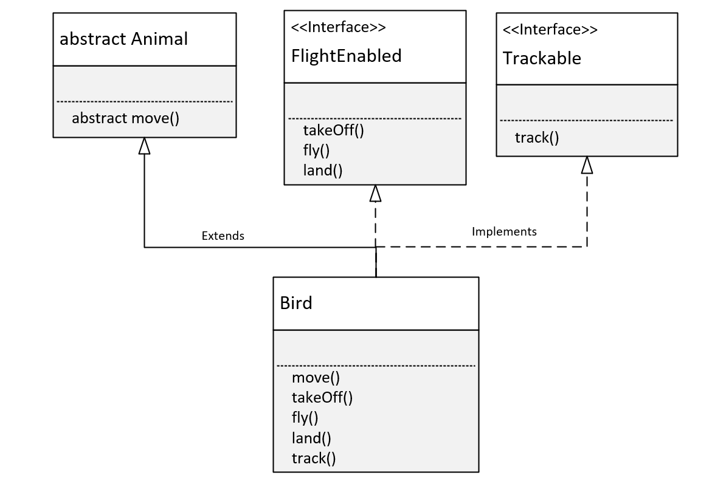 abstract Animal
abstract move()
<<Interface>>
FlightEnabled
takeOff()
fly()
land()
<<Interface>>
Trackable
track()
Extends
Implements
Bird
move()
takeOff()
fly()
land()
track()